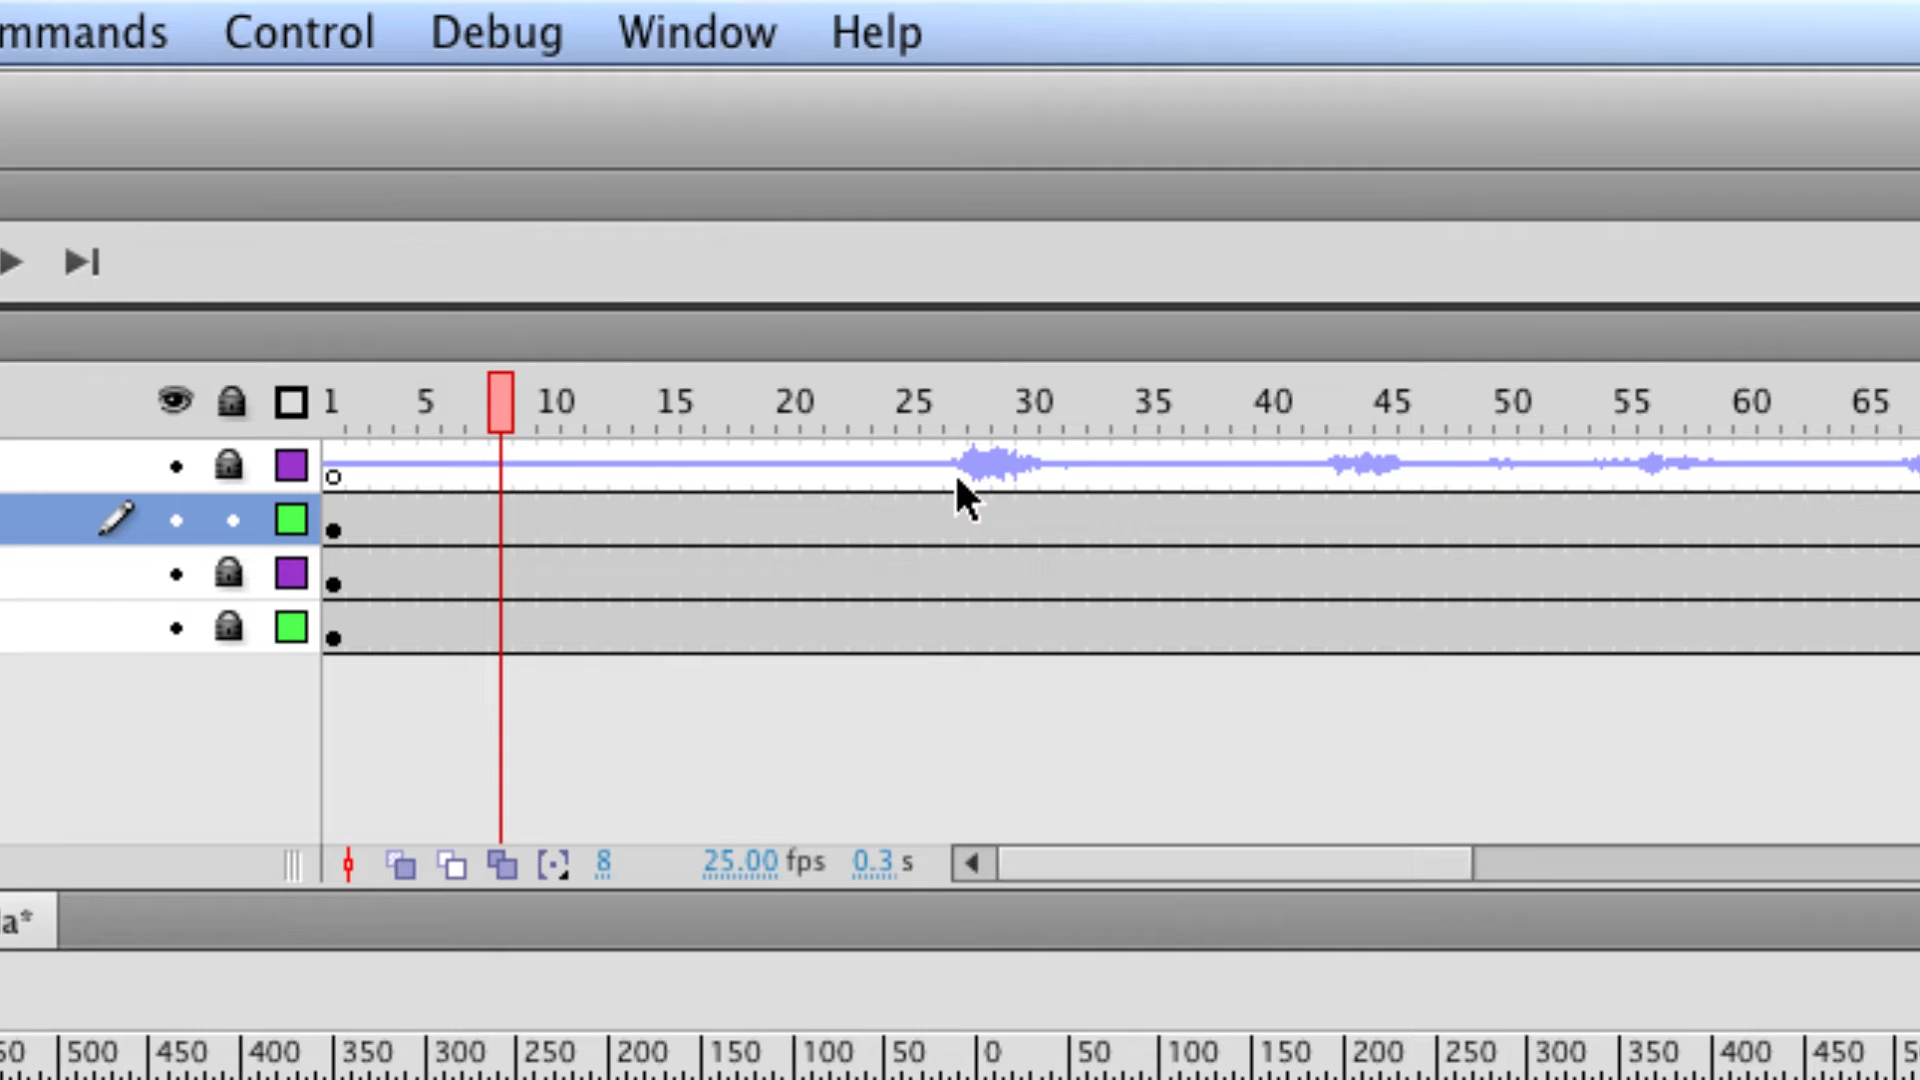 mmands Control Debug Window Help
1 5 10 15 20 25 30 35 40 45 50 55 60 65
8 25.00 fps 0.3 s
la*
50 500 450 400 350 300 250 200 150 100 50 0 50 100 150 200 250 300 350 400 450 5